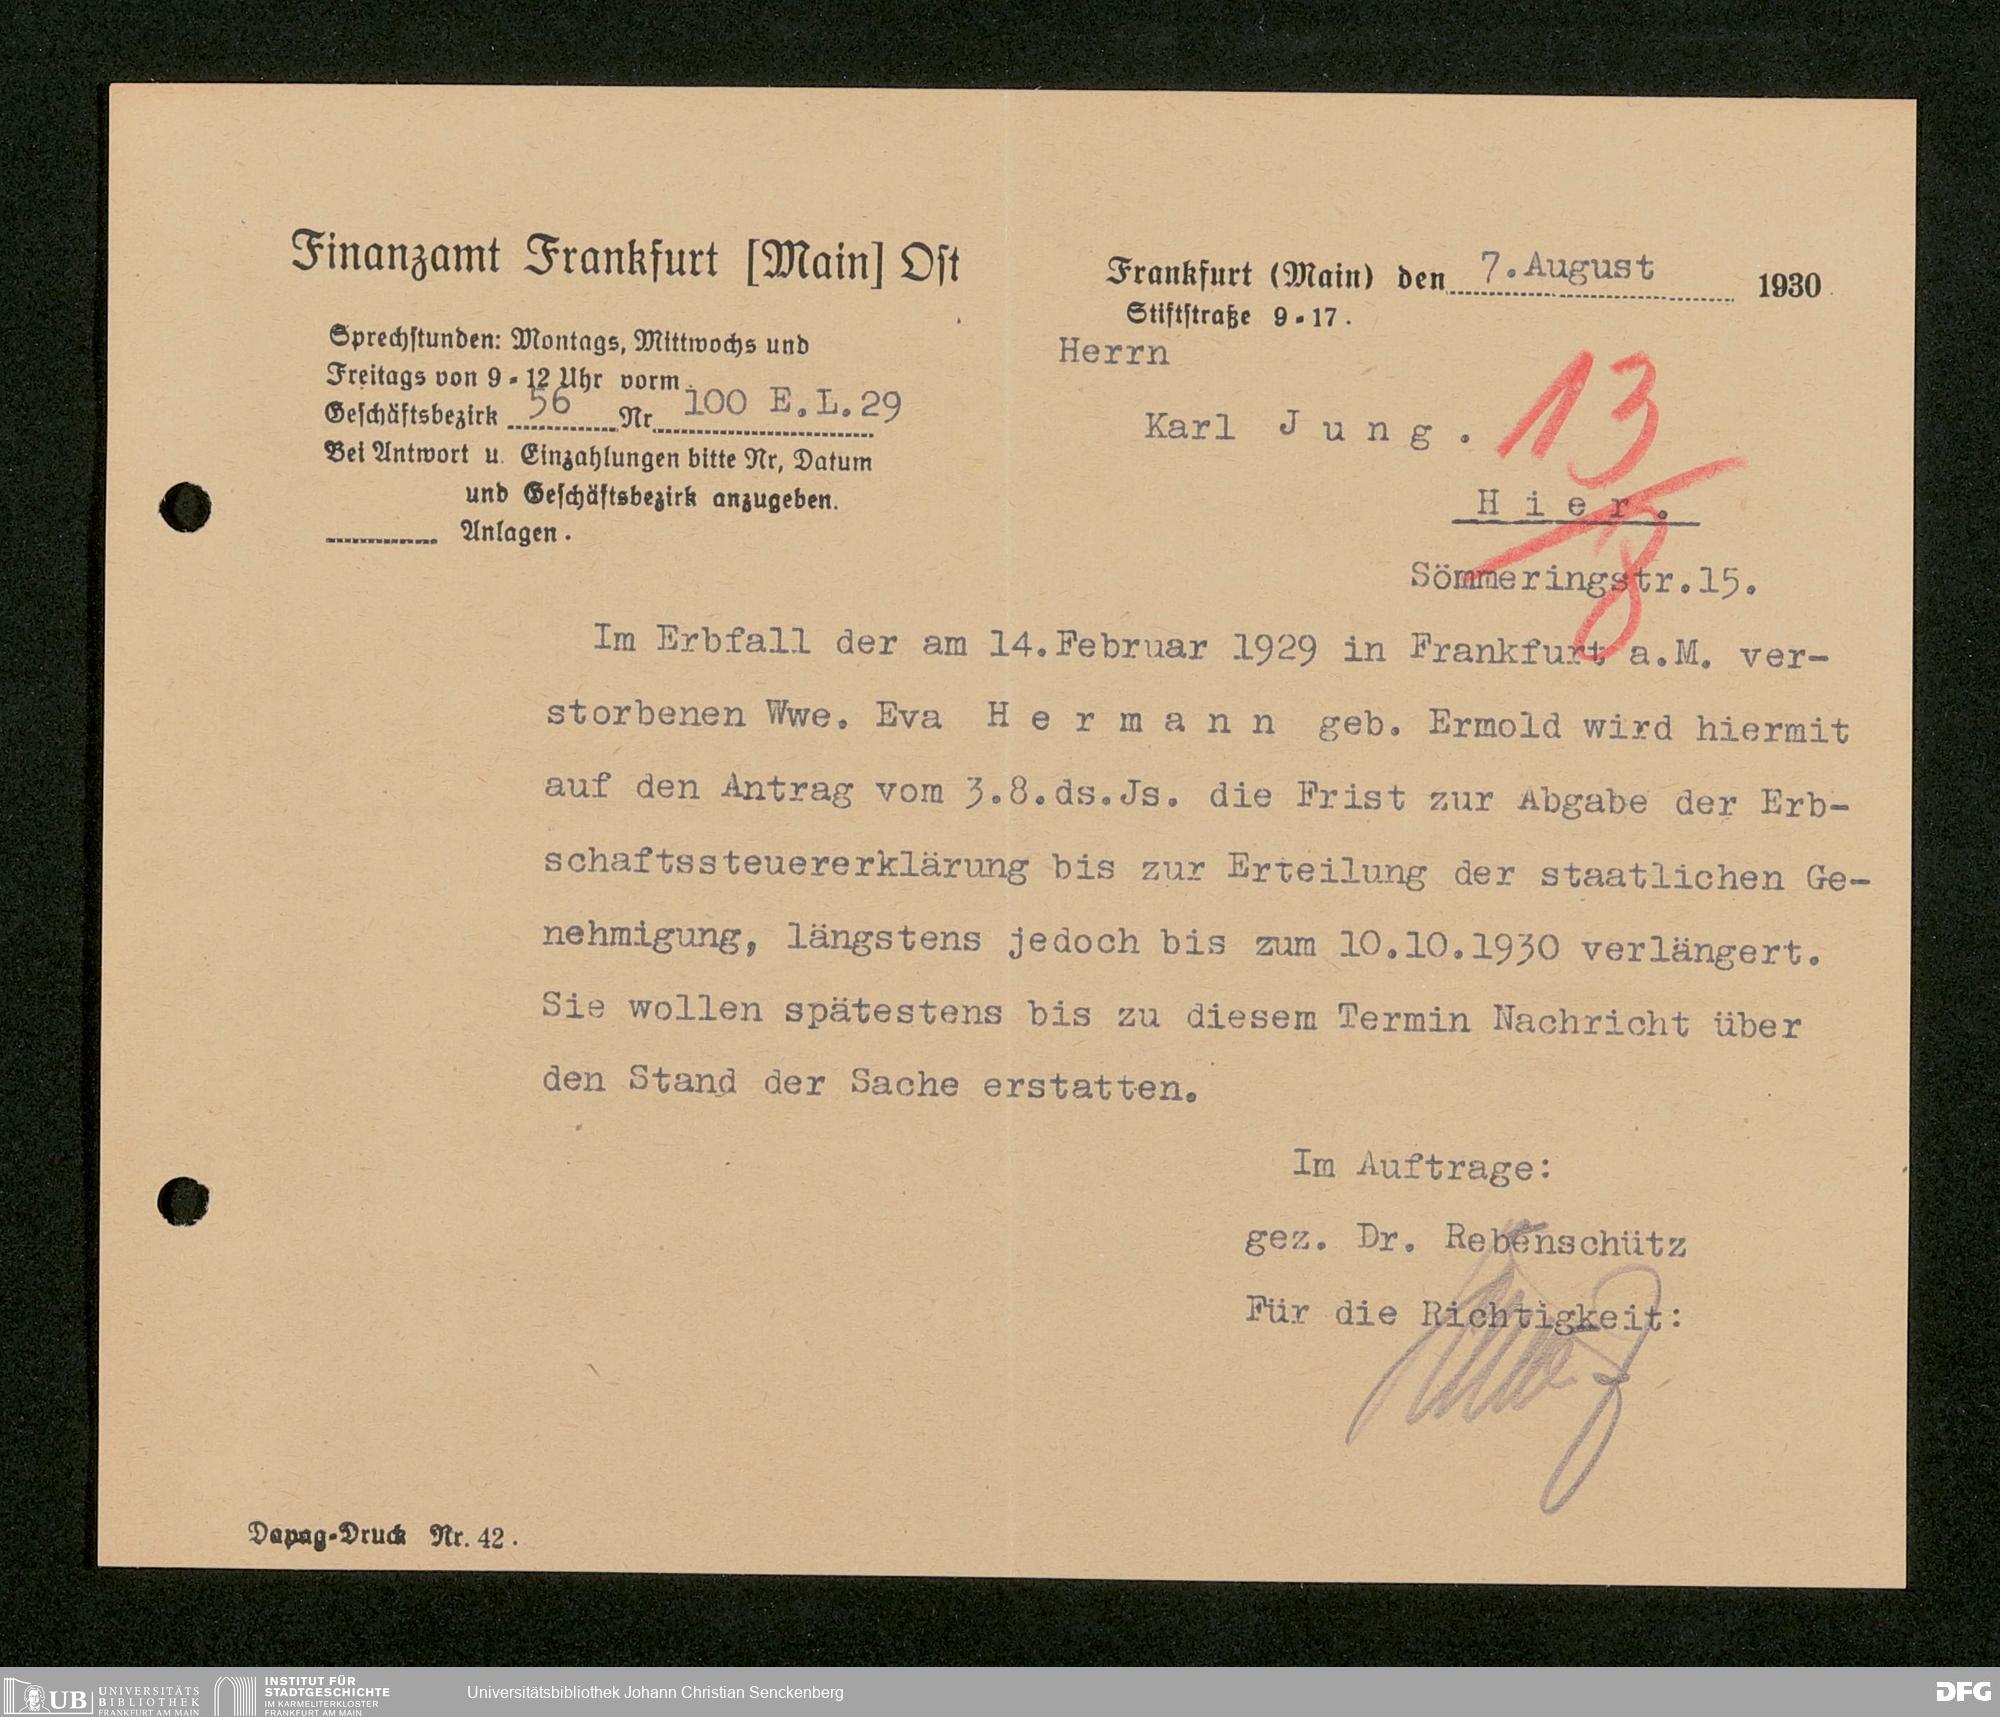 Finanzamt Frankfurt [Main] Ost
Sprechstunden: Montags, Mittwochs und
Freitags von 9-12 Uhr vorm.
Geschäftsbezirk 56 Nr 100 E.L.29
Bei Antwort u. Einzahlungen bitte Nr, Datum
und Geschäftsbezirk anzugeben.
Anlagen.
Frankfurt (Main) den 7.August 1930.
Stiftstraße 9-17.
Herrn
Karl Jung.
Hier.
Sömmeringstr.15.
13/8
Im Erbfall der am 14.Februar 1929 in Frankfurt a.M. ver-
storbenen Wwe. Eva Hermann geb. Ermold wird hiermit
auf den Antrag vom 3.8.ds.Js. die Frist zur Abgabe der Erb-
schaftssteuererklärung bis zur Erteilung der staatlichen Ge-
nehmigung, längstens jedoch bis zum 10.10.1930 verlängert.
Sie wollen spätestens bis zu diesem Termin Nachricht über
den Stand der Sache erstatten.
Im Auftrage:
gez. Dr. Rebenschütz
Für die Richtigkeit:
Dapag-Druck Nr. 42.
UB UNIVERSITÄTS
BIBLIOTHEK
FRANKFURT AM MAIN
INSTITUT FÜR
STADTGESCHICHTE
IM KARMELITERKLOSTER
FRANKFURT AM MAIN
Universitätsbibliothek Johann Christian Senckenberg
DFG